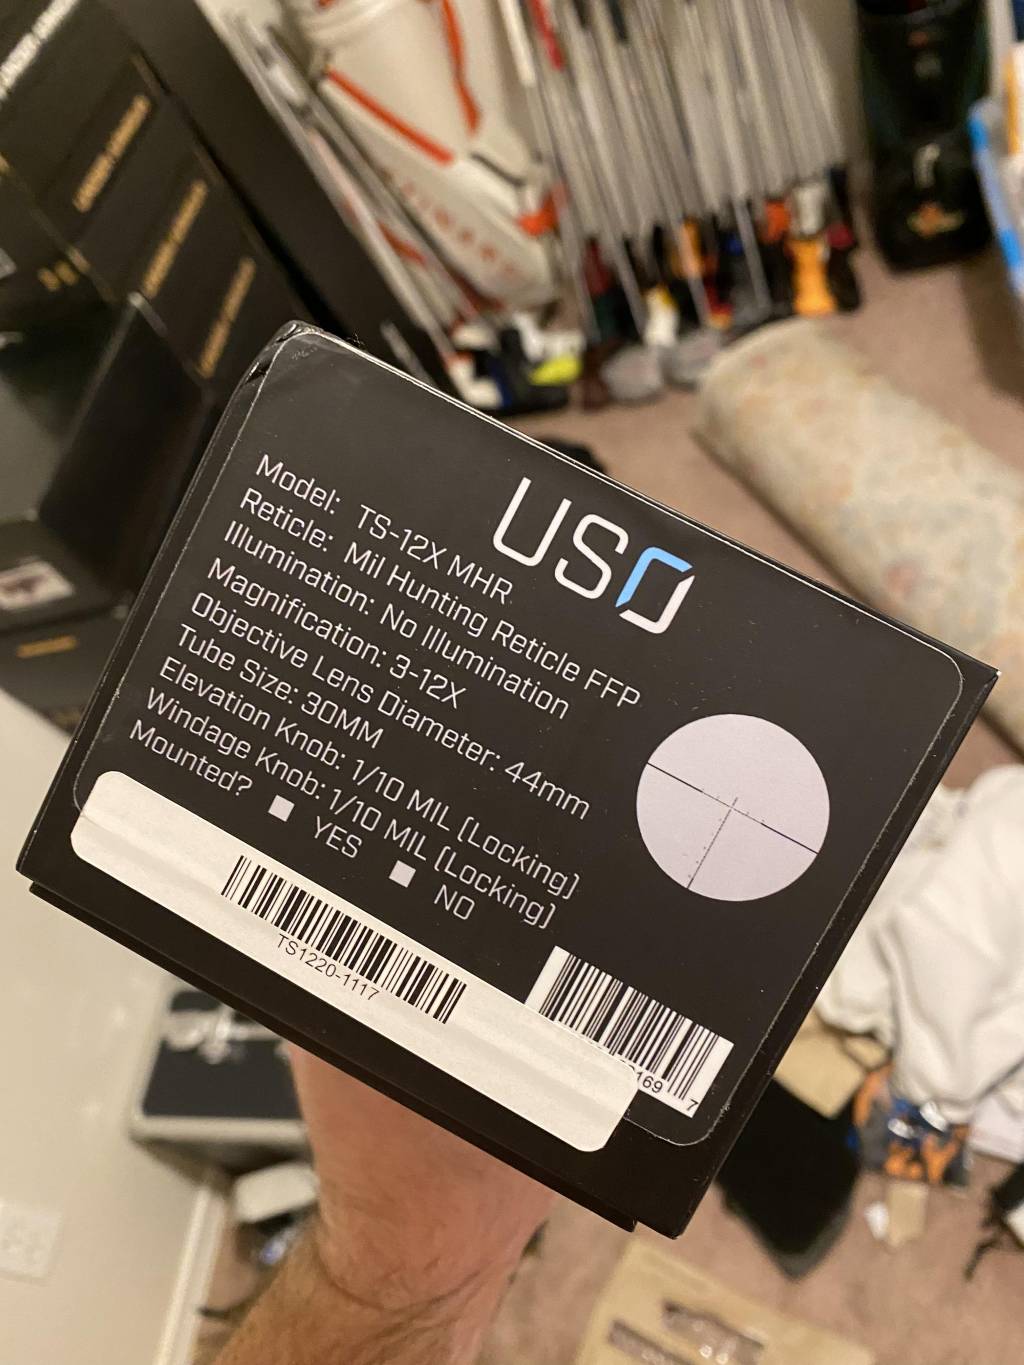 USO
Model: TS-12X MHR
Reticle: Mil Hunting Reticle FFP
Illumination: No Illumination
Magnification: 3-12X
Objective Lens Diameter: 44mm
Tube Size: 30MM
Elevation Knob: 1/10 MIL (Locking)
Windage Knob: 1/10 MIL (Locking)
Mounted? YES NO
TS1220-1117
169 7